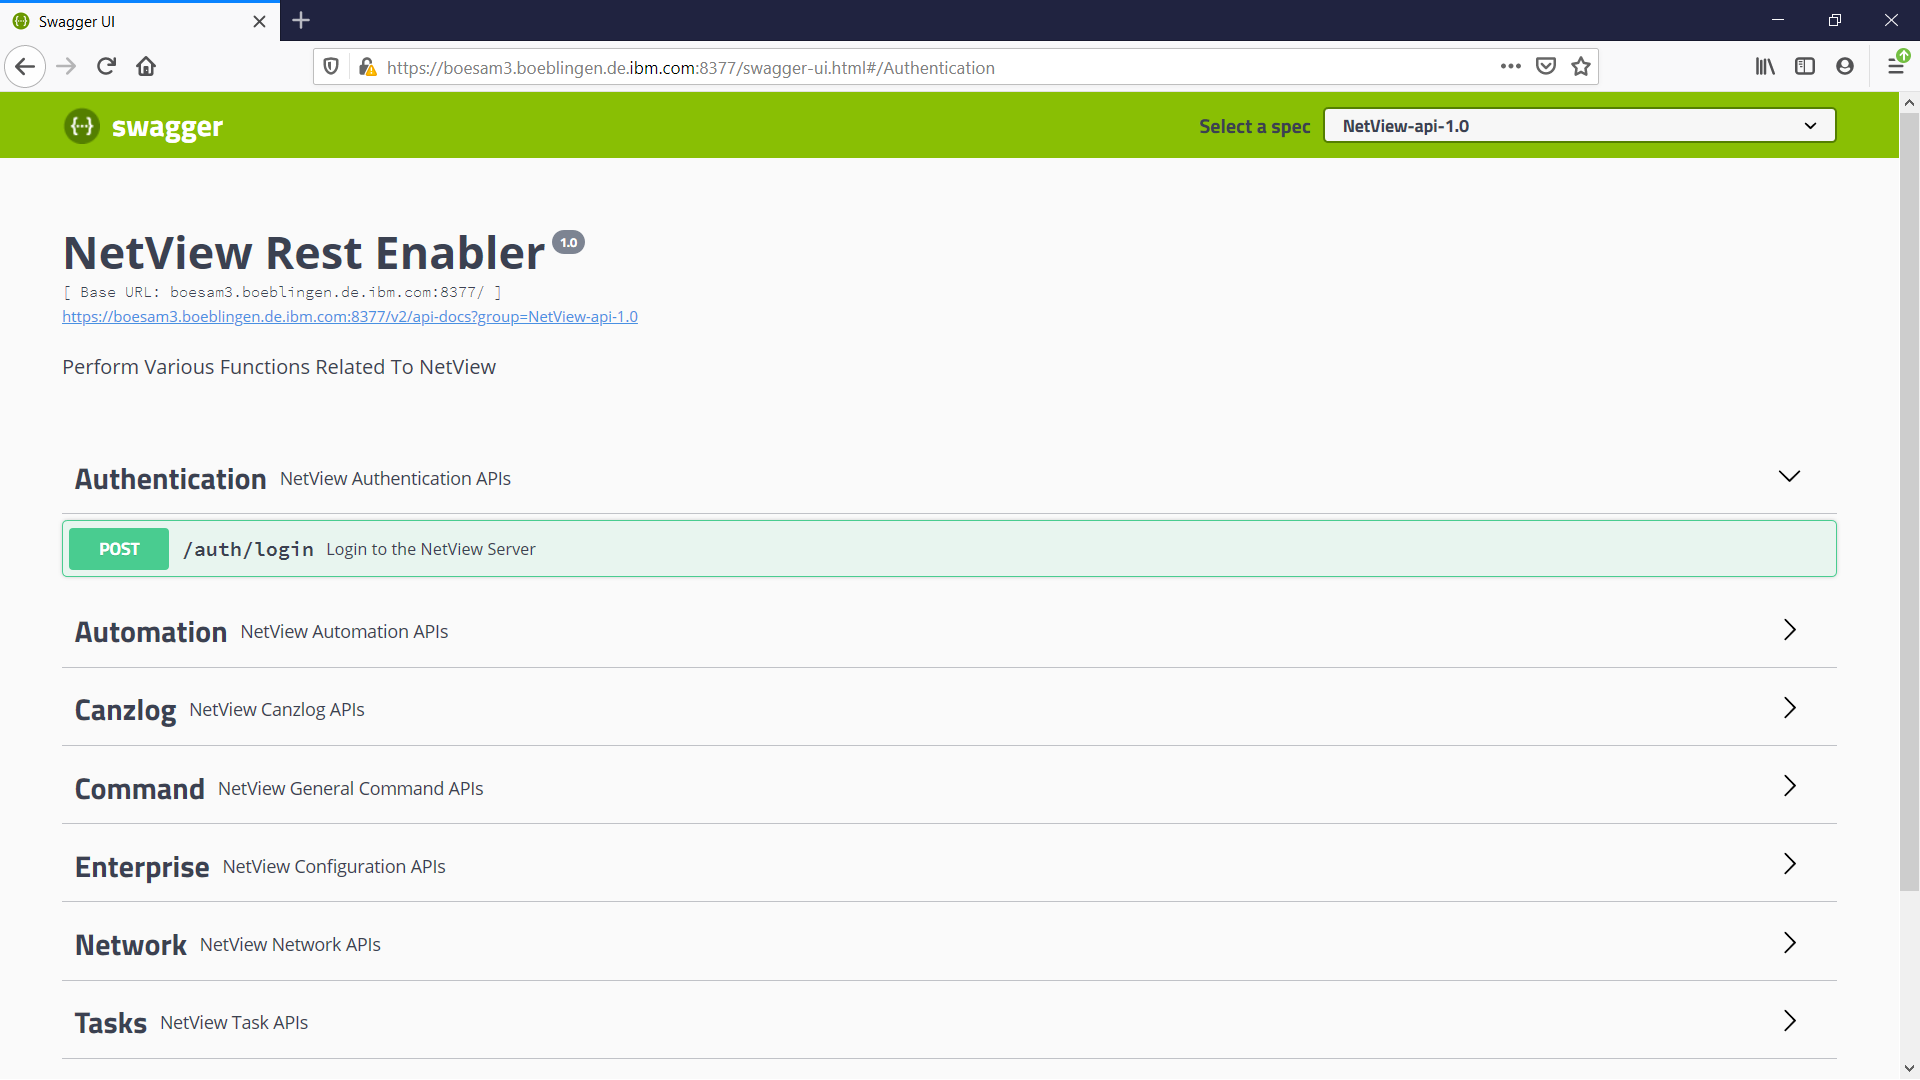 Swagger UI
https://boesam3.boeblingen.de.ibm.com:8377/swagger-ui.html#/Authentication
swagger
Select a spec
NetView-api-1.0
NetView Rest Enabler 1.0
[ Base URL: boesam3.boeblingen.de.ibm.com:8377/ ]
https://boesam3.boeblingen.de.ibm.com:8377/v2/api-docs?group=NetView-api-1.0
Perform Various Functions Related To NetView
Authentication NetView Authentication APIs
POST /auth/login Login to the NetView Server
Automation NetView Automation APIs
Canzlog NetView Canzlog APIs
Command NetView General Command APIs
Enterprise NetView Configuration APIs
Network NetView Network APIs
Tasks NetView Task APIs